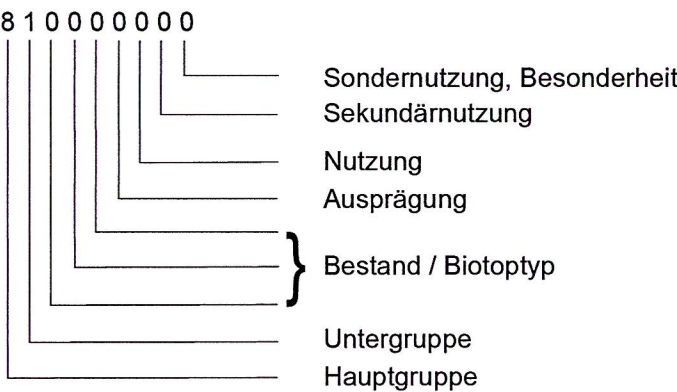 8 1 0 0 0 0 0 0 0
Sondernutzung, Besonderheit
Sekundärnutzung
Nutzung
Ausprägung
} Bestand / Biotoptyp
Untergruppe
Hauptgruppe